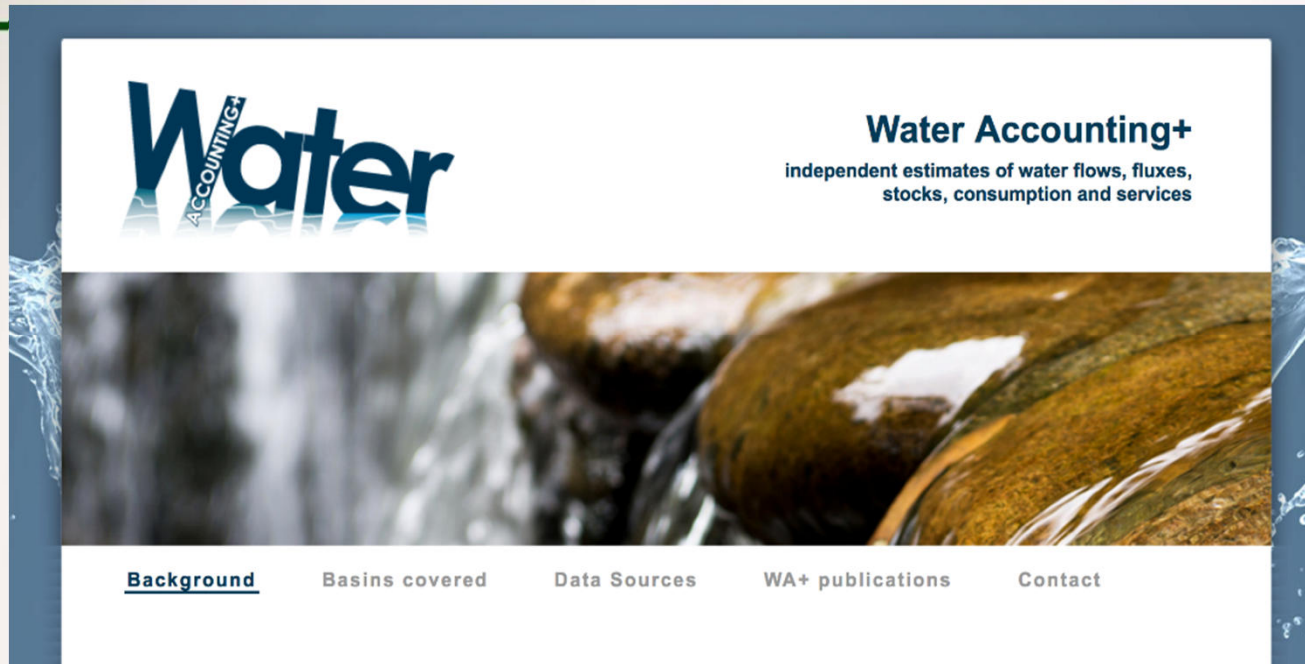 Water
ACCOUNTING+
Water Accounting+
independent estimates of water flows, fluxes,
stocks, consumption and services
Background
Basins covered
Data Sources
WA+ publications
Contact